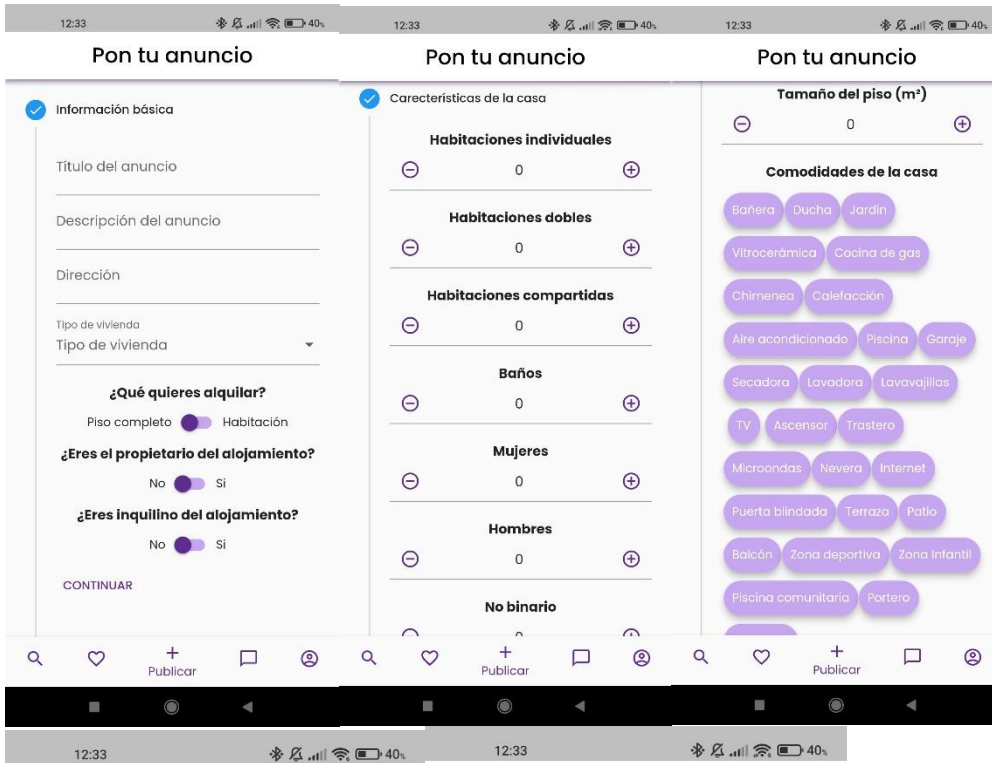 12:33
40%
Pon tu anuncio
Información básica
Título del anuncio
Descripción del anuncio
Dirección
Tipo de vivienda
Tipo de vivienda
¿Qué quieres alquilar?
Piso completo Habitación
¿Eres el propietario del alojamiento?
No Sí
¿Eres inquilino del alojamiento?
No Sí
CONTINUAR
Publicar
12:33
40%
Pon tu anuncio
Carecterísticas de la casa
Habitaciones individuales
0
Habitaciones dobles
0
Habitaciones compartidas
0
Baños
0
Mujeres
0
Hombres
0
No binario
0
Publicar
12:33
40%
Pon tu anuncio
Tamaño del piso (m²)
0
Comodidades de la casa
Bañera Ducha Jardín
Vitrocerámica Cocina de gas
Chimenea Calefacción
Aire acondicionado Piscina Garaje
Secadora Lavadora Lavavajillas
TV Ascensor Trastero
Microondas Nevera Internet
Puerta blindada Terraza Patio
Balcón Zona deportiva Zona Infantil
Piscina comunitaria Portero
Publicar
12:33 40%
12:33 40%